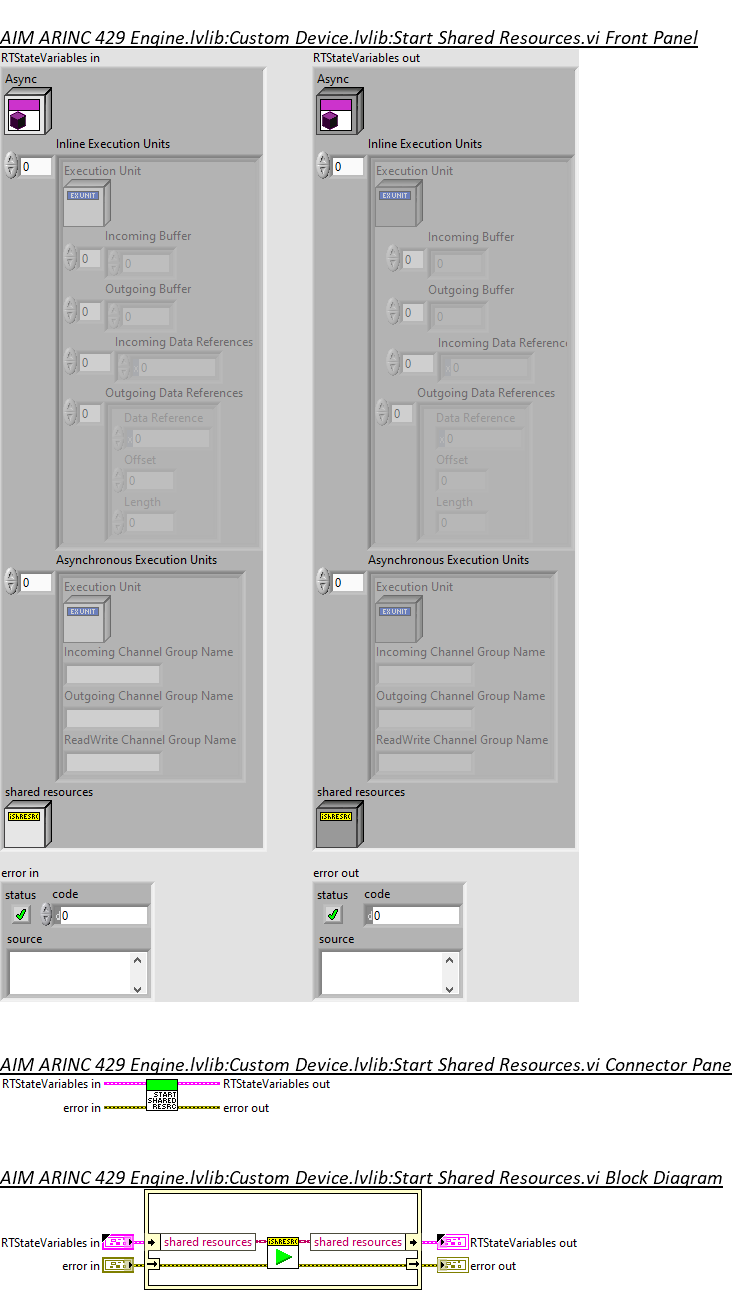 AIM ARINC 429 Engine.lvlib:Custom Device.lvlib:Start Shared Resources.vi Front Panel
RTStateVariables in
Async
Inline Execution Units
0
Execution Unit
EX UNIT
Incoming Buffer
0
0
Outgoing Buffer
0
0
Incoming Data References
0
0
Outgoing Data References
0
Data Reference
0
Offset
0
Length
0
Asynchronous Execution Units
0
Execution Unit
EX UNIT
Incoming Channel Group Name
Outgoing Channel Group Name
ReadWrite Channel Group Name
shared resources
iShRESRC
error in
status code
d0
source
RTStateVariables out
Async
Inline Execution Units
0
Execution Unit
EX UNIT
Incoming Buffer
0
0
Outgoing Buffer
0
0
Incoming Data Referenc
0
0
Outgoing Data References
0
Data Reference
0
Offset
0
Length
0
Asynchronous Execution Units
0
Execution Unit
EX UNIT
Incoming Channel Group Name
Outgoing Channel Group Name
ReadWrite Channel Group Name
shared resources
iShRESRC
error out
status code
d0
source
AIM ARINC 429 Engine.lvlib:Custom Device.lvlib:Start Shared Resources.vi Connector Pane
RTStateVariables in RTStateVariables out
START
SHARED
RESRC
error in error out
AIM ARINC 429 Engine.lvlib:Custom Device.lvlib:Start Shared Resources.vi Block Diagram
RTStateVariables in shared resources iShRESRC shared resources RTStateVariables out
error in error out